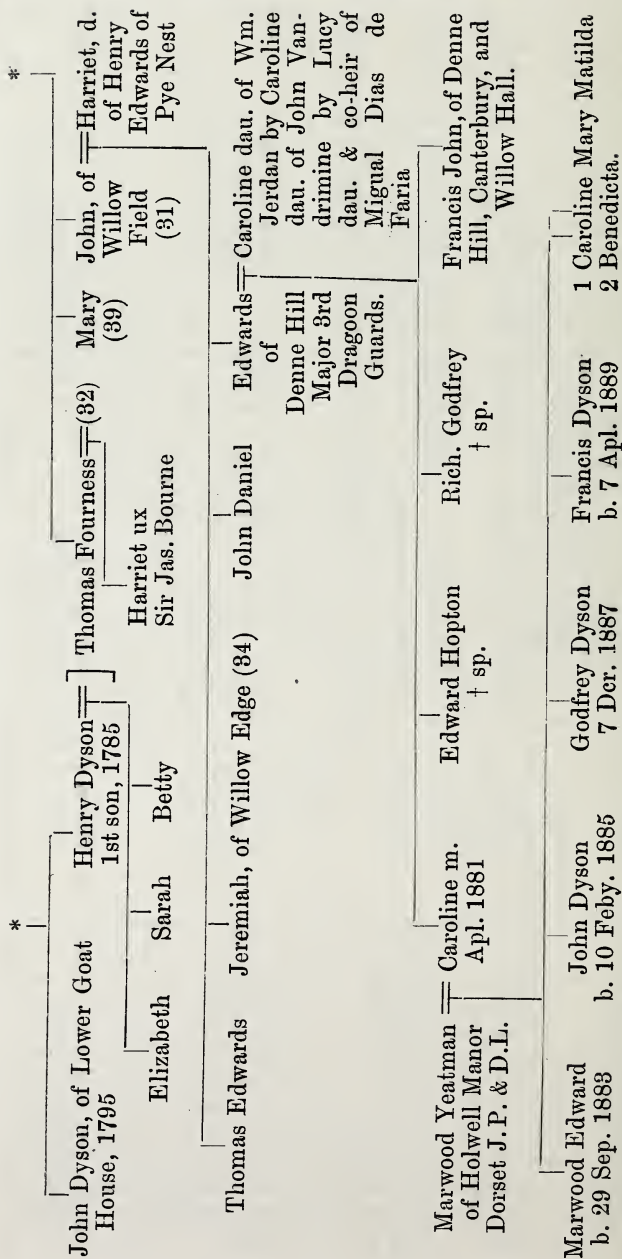 *
*
John Dyson, of Lower Goat
House, 1795
Henry Dyson
1st son, 1785
]
Thomas Fourness
(32)
Mary
(39)
John, of
Willow
Field
(31)
Harriet, d.
of Henry
Edwards of
Pye Nest
Elizabeth
Sarah
Betty
Harriet ux
Sir Jas. Bourne
Thomas Edwards
Jeremiah, of Willow Edge (34)
John Daniel
Edwards
of
Denne Hill
Major 3rd
Dragoon
Guards.
Caroline dau. of Wm.
Jerdan by Caroline
dau. of John Van-
drimine by Lucy
dau. & co-heir of
Migual Dias de
Faria
Marwood Yeatman
of Holwell Manor
Dorset J.P. & D.L.
Caroline m.
Apl. 1881
Edward Hopton
† sp.
Rich. Godfrey
† sp.
Francis John, of Denne
Hill, Canterbury, and
Willow Hall.
Marwood Edward
b. 29 Sep. 1883
John Dyson
b. 10 Feby. 1885
Godfrey Dyson
7 Dcr. 1887
Francis Dyson
b. 7 Apl. 1889
1 Caroline Mary Matilda
2 Benedicta.